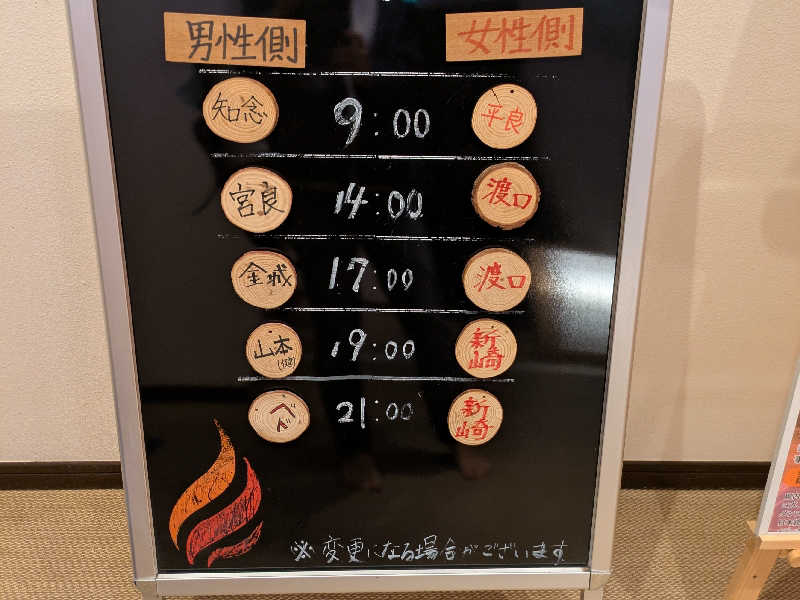 男性側 女性側
知念 9:00 平良
宮良 14:00 渡口
金城 17:00 渡口
山本(健) 19:00 新崎
21:00 新崎
※変更になる場合がございます